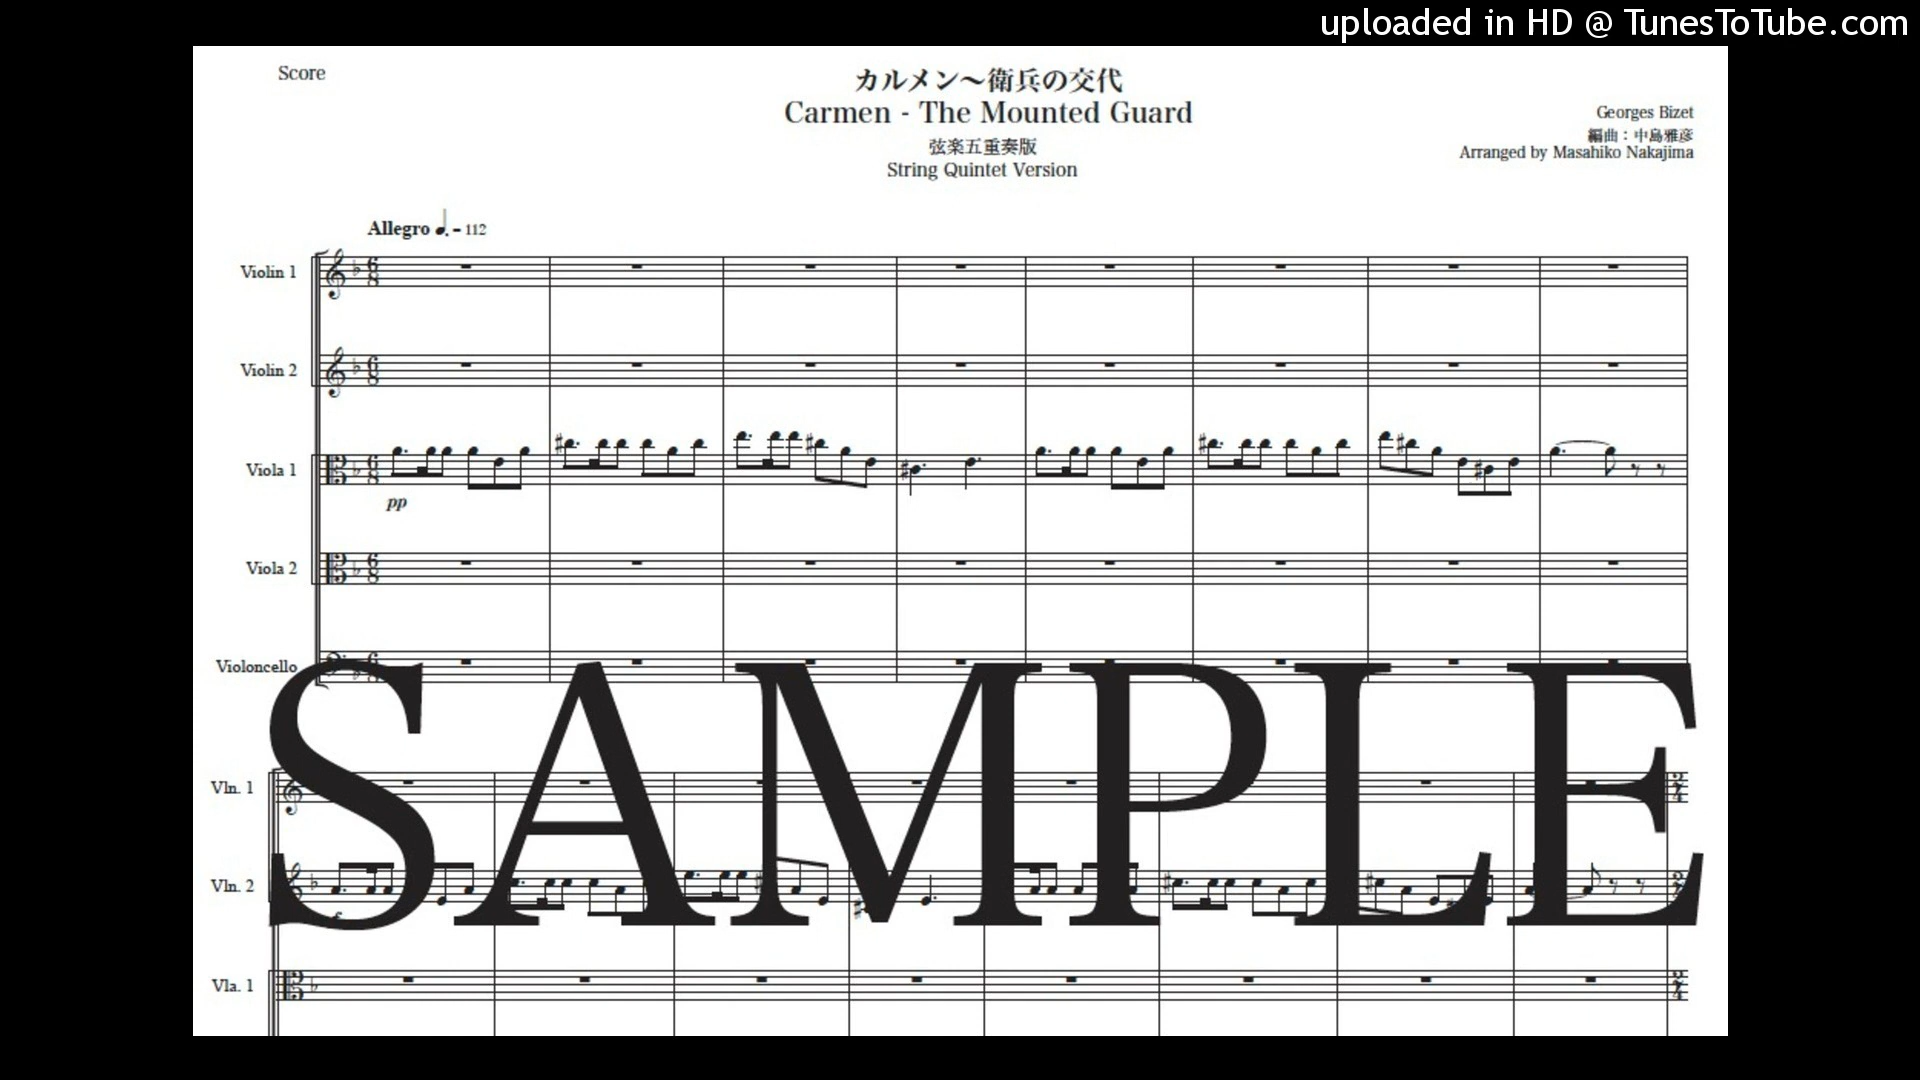 uploaded in HD @ TunesToTube.com
Score
カルメン～衛兵の交代
Carmen - The Mounted Guard
Georges Bizet
弦楽五重奏版
編曲：中島雅彦
String Quintet Version
Arranged by Masahiko Nakajima
Allegro ♩. = 112
Violin 1
Violin 2
Viola 1
pp
Viola 2
Violoncello
SAMPLE
Vln. 1
Vln. 2
Vla. 1